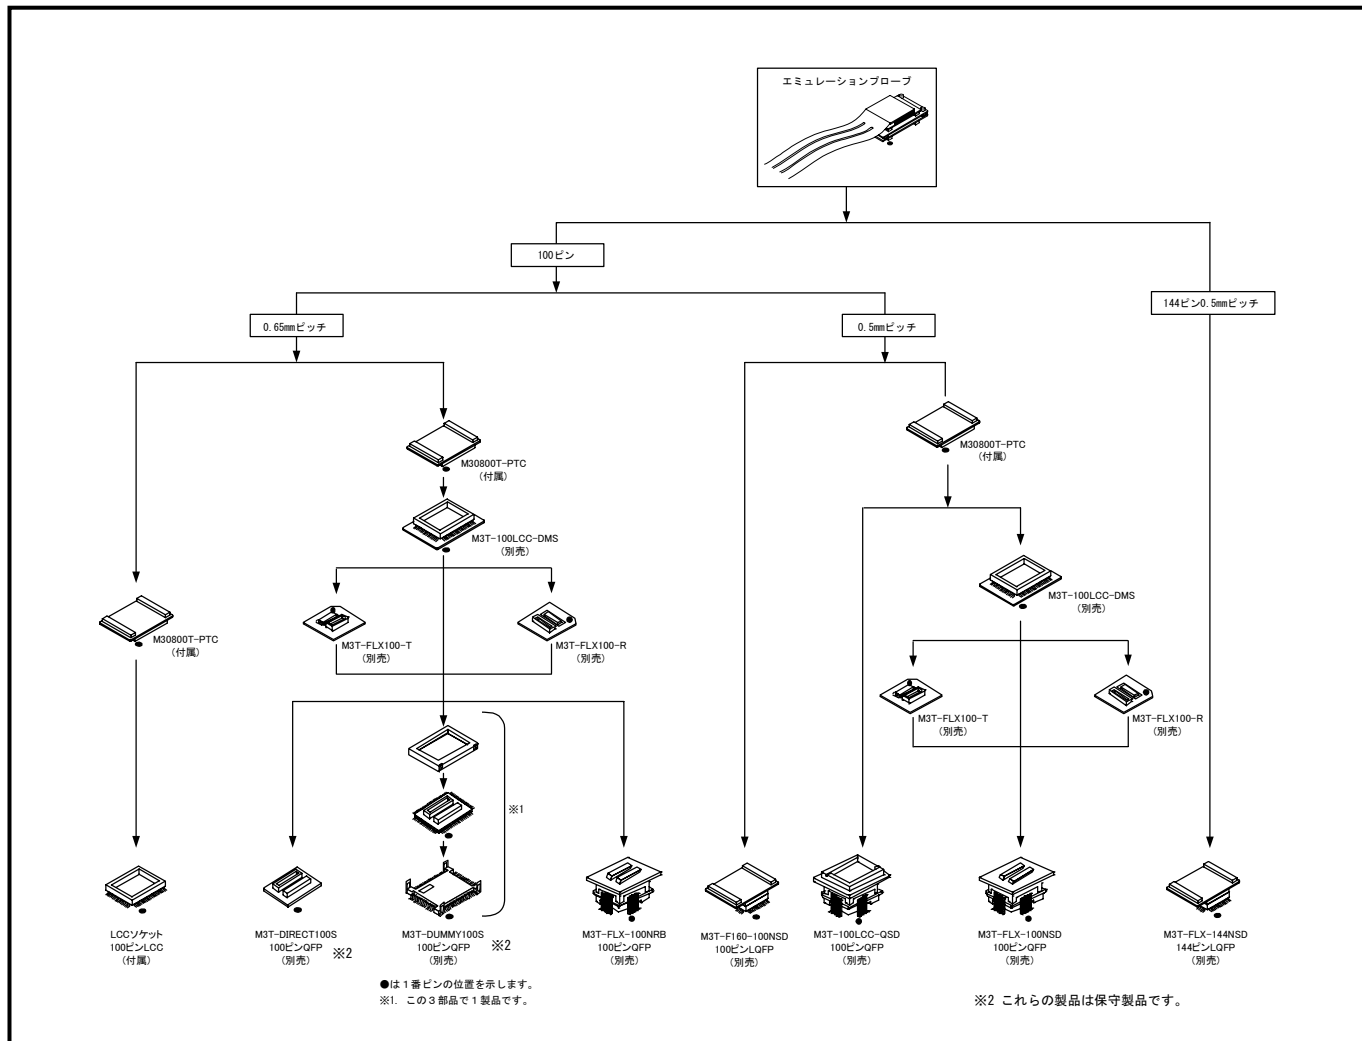 エミュレーションプローブ
100ピン
144ピン0.5mmピッチ
0.65mmピッチ
0.5mmピッチ
M30800T-PTC
(付属)
M30800T-PTC
(付属)
M3T-100LCC-DMS
(別売)
M3T-100LCC-DMS
(別売)
M30800T-PTC
(付属)
M3T-FLX100-T
(別売)
M3T-FLX100-R
(別売)
M3T-FLX100-T
(別売)
M3T-FLX100-R
(別売)
※1
LCCソケット
100ピンLCC
(付属)
M3T-DIRECT100S
100ピンQFP
(別売)
※2
M3T-DUMMY100S
100ピンQFP
(別売)
※2
M3T-FLX-100NRB
100ピンQFP
(別売)
M3T-F160-100NSD
100ピンLQFP
(別売)
M3T-100LCC-QSD
100ピンQFP
(別売)
M3T-FLX-100NSD
100ピンQFP
(別売)
M3T-FLX-144NSD
144ピンLQFP
(別売)
●は1番ピンの位置を示します。
※1. この3部品で1製品です。
※2 これらの製品は保守製品です。